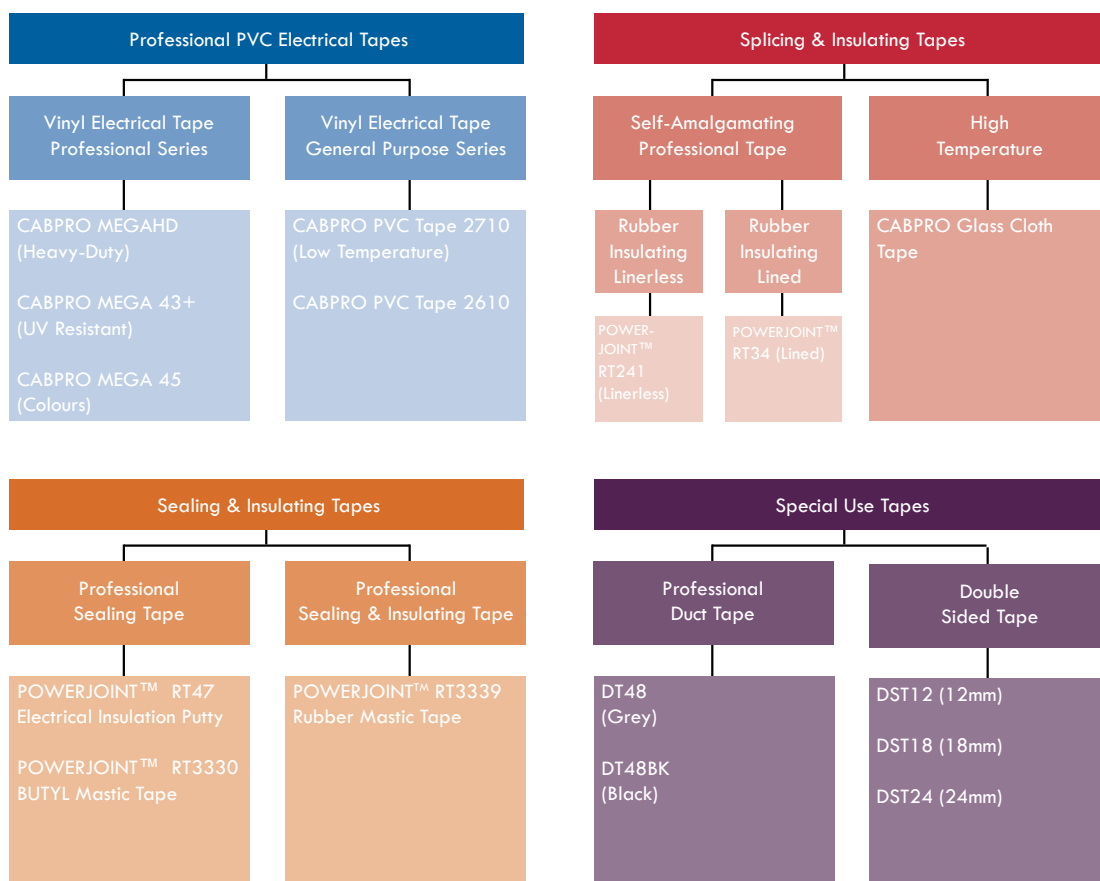 Professional PVC Electrical Tapes
Vinyl Electrical Tape
Professional Series
Vinyl Electrical Tape
General Purpose Series
CABPRO MEGAHD
(Heavy-Duty)
CABPRO MEGA 43+
(UV Resistant)
CABPRO MEGA 45
(Colours)
CABPRO PVC Tape 2710
(Low Temperature)
CABPRO PVC Tape 2610
Splicing & Insulating Tapes
Self-Amalgamating
Professional Tape
High
Temperature
Rubber
Insulating
Linerless
Rubber
Insulating
Lined
CABPRO Glass Cloth
Tape
POWER-
JOINT™
RT241
(Linerless)
POWERJOINT™
RT34 (Lined)
Sealing & Insulating Tapes
Professional
Sealing Tape
Professional
Sealing & Insulating Tape
POWERJOINT™ RT47
Electrical Insulation Putty
POWERJOINT™ RT3330
BUTYL Mastic Tape
POWERJOINT™ RT3339
Rubber Mastic Tape
Special Use Tapes
Professional
Duct Tape
Double
Sided Tape
DT48
(Grey)
DT48BK
(Black)
DST12 (12mm)
DST18 (18mm)
DST24 (24mm)